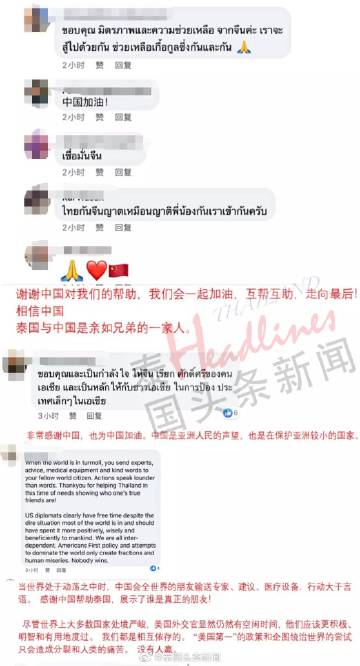 ขอบคุณ มิตรภาพและความช่วยเหลือ จากจีนค่ะ เราจะ
สู้ไปด้วยกัน ช่วยเหลือเกื้อกูลซึ่งกันและกัน 🙏
2小时 赞 回复
中国加油!
2小时 赞 回复
เชื่อมั่นจีน
2小时 赞 回复
ไทยกันจีนญาตเหมือนญาติพี่น้องกันเราเข้ากันครับ
2小时 赞 回复
🙏❤️🇨🇳
谢谢中国对我们的帮助，我们会一起加油，互帮互助，走向最后!
相信中国
泰国与中国是亲如兄弟的一家人。
THAILAND
Headlines
泰国头条新闻
ขอบคุณและเป็นกำลังใจ ให้จีน เรียก ศักดิ์ศรีของคน
เอเชีย และเป็นหลัก ให้กับชาวเอเชีย ในการป้อง ประ
เทศเล็กๆในเอเชีย
3小时 赞 回复 6
非常感谢中国，也为中国加油。中国是亚洲人民的声望，也是在保护亚洲较小的国家。
When the world is in turmoil, you send experts,
advice, medical equipment and kind words to
your fellow world citizen. Actions speak lounder
than words. Thankyou for helping Thailand in
this time of needs showing who one's true
friends are!
US diplomats clearly have free time despite the
dire situation most of the world is in and should
have spent it more positively, wisely and
beneficiently to mankind. We are all inter-
dependent, Americans First policy and attempts
to dominate the world only create fractions and
human miseries. Nobody wins.
2小时 赞 回复
当世界处于动荡之中时，中国会全世界的朋友输送专家、建议、医疗设备，行动大于言
语。感谢中国帮助泰国，展示了谁是真正的朋友!
尽管世界上大多数国家处境严峻，美国外交官显然仍然有空闲时间，他们应该更积极、
明智和有用地度过。 我们都是相互依存的。 “美国第一”的政策和企图统治世界的尝试
只会造成分裂和人类的痛苦。 没有人赢。
@泰国头条新闻